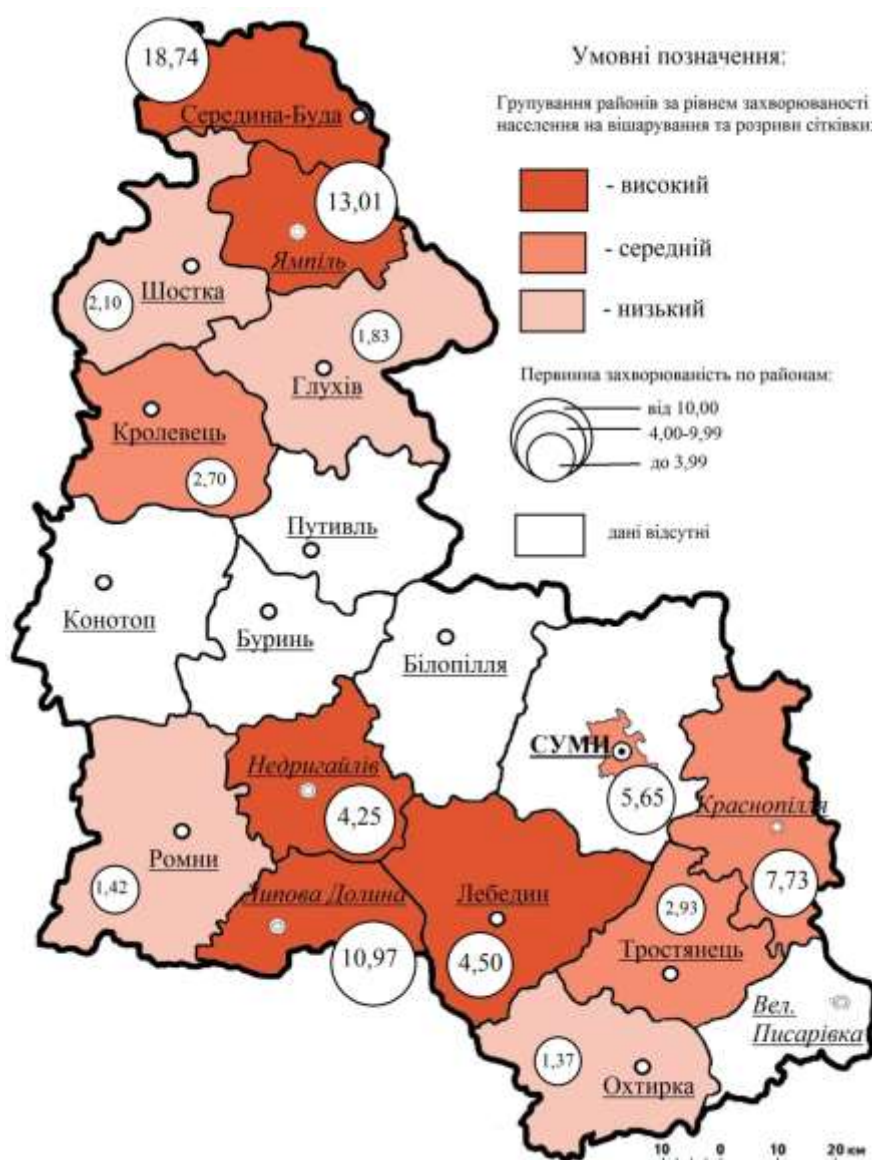 18,74
Умовні позначення:
Групування районів за рівнем захворюваності
населення на вішарування та розриви сітківки
Середина-Буда
- високий
13,01
Ямпіль
- середній
Шостка
2,10
- низький
1,83
Глухів
Первинна захворюваність по районам:
від 10,00
4,00-9,99
до 3,99
Кролевець
2,70
Путивль
дані відсутні
Конотоп
Буринь
Білопілля
СУМИ
Недригайлів
5,65
Краснопілля
4,25
Ромни
1,42
Липова Долина
Лебедин
2,93
7,73
10,97
4,50
Тростянець
Вел.
Писарівка
1,37
Охтирка
10 0 10 20 км